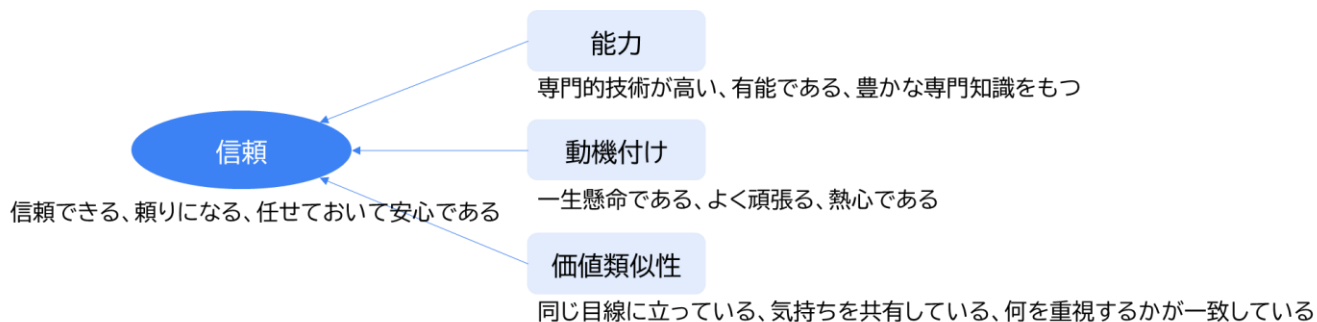 能力
専門的技術が高い、有能である、豊かな専門知識をもつ
信頼
信頼できる、頼りになる、任せておいて安心である
動機付け
一生懸命である、よく頑張る、熱心である
価値類似性
同じ目線に立っている、気持ちを共有している、何を重視するかが一致している